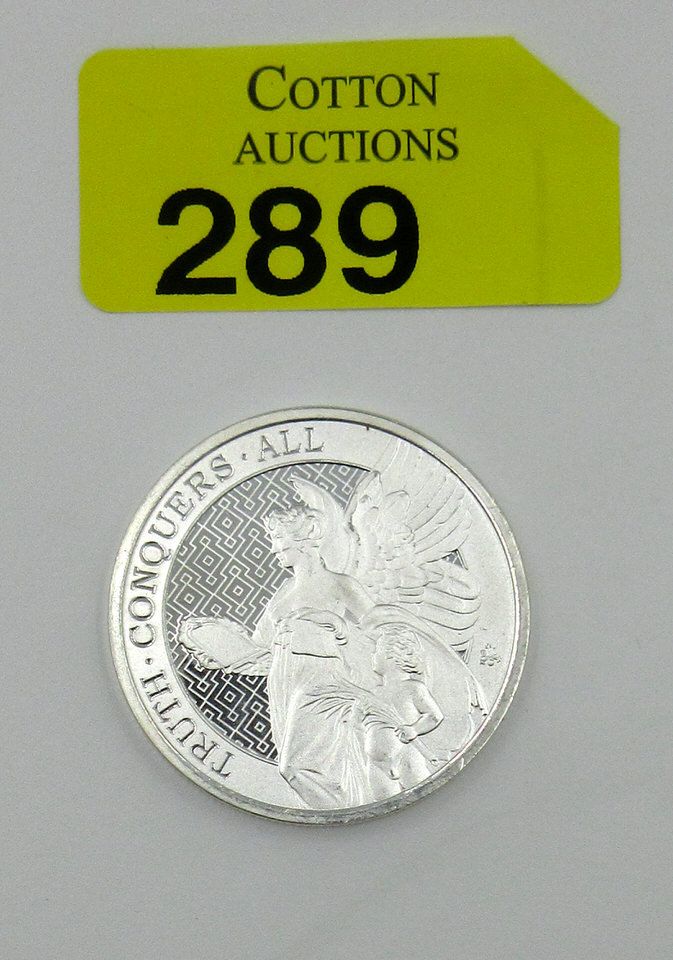 COTTON
AUCTIONS
289
TRUTH · CONQUERS · ALL